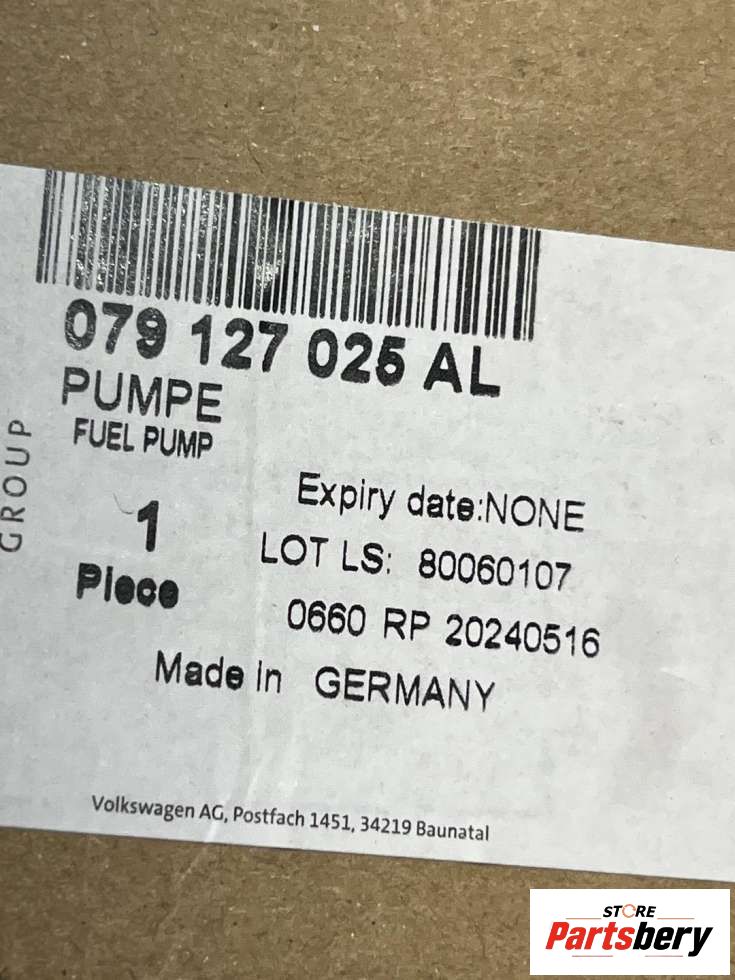 079 127 025 AL
PUMPE
FUEL PUMP
GROUP
1
Piece
Expiry date:NONE
LOT LS: 80060107
0660 RP 20240516
Made in GERMANY
Volkswagen AG, Postfach 1451, 34219 Baunatal
STORE
Partsbery